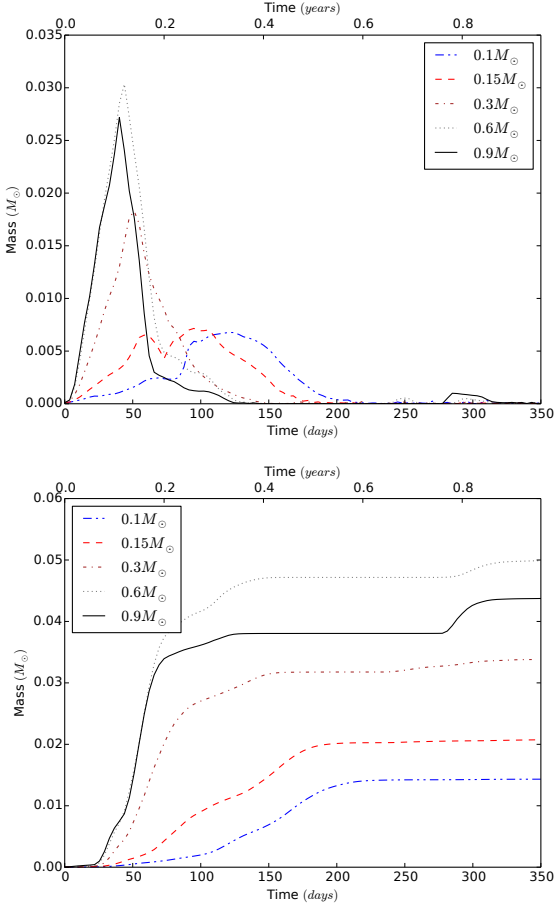 Time (years)
0.0 0.2 0.4 0.6 0.8
0.035
0.030
0.025
0.020
0.015
0.010
0.005
0.000
Mass (M⊙)
0.1M⊙
0.15M⊙
0.3M⊙
0.6M⊙
0.9M⊙
0 50 100 150 200 250 300 350
Time (days)
Time (years)
0.0 0.2 0.4 0.6 0.8
0.06
0.05
0.04
0.03
0.02
0.01
0.00
Mass (M⊙)
0.1M⊙
0.15M⊙
0.3M⊙
0.6M⊙
0.9M⊙
0 50 100 150 200 250 300 350
Time (days)